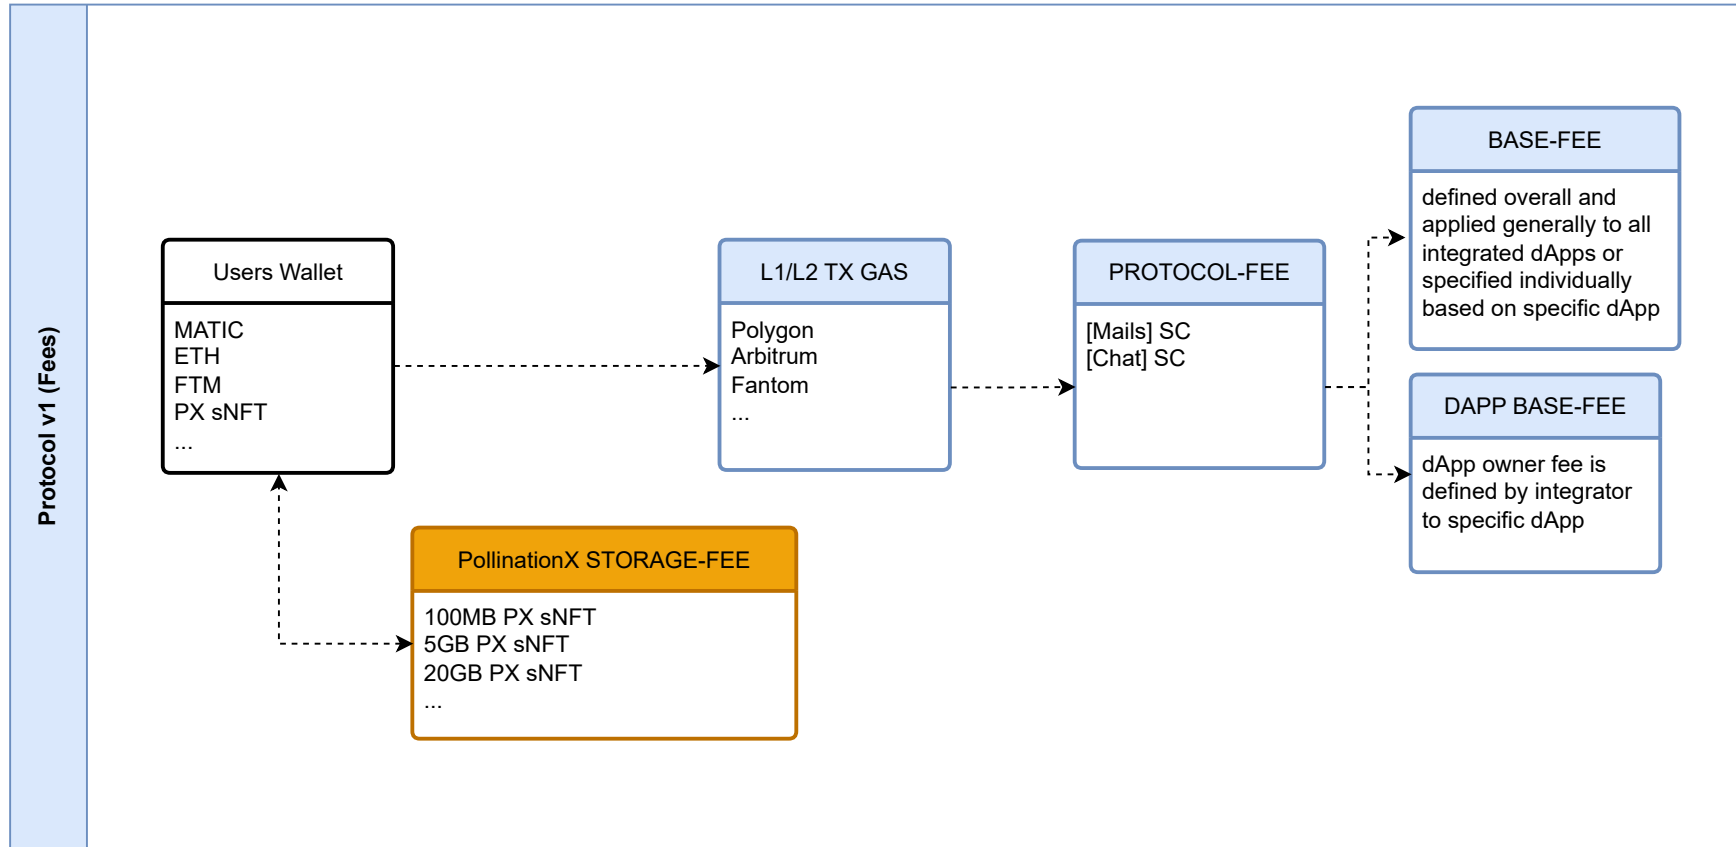 Protocol v1 (Fees)
Users Wallet
MATIC
ETH
FTM
PX sNFT
...
PollinationX STORAGE-FEE
100MB PX sNFT
5GB PX sNFT
20GB PX sNFT
...
L1/L2 TX GAS
Polygon
Arbitrum
Fantom
...
PROTOCOL-FEE
[Mails] SC
[Chat] SC
BASE-FEE
defined overall and
applied generally to all
integrated dApps or
specified individually
based on specific dApp
DAPP BASE-FEE
dApp owner fee is
defined by integrator
to specific dApp